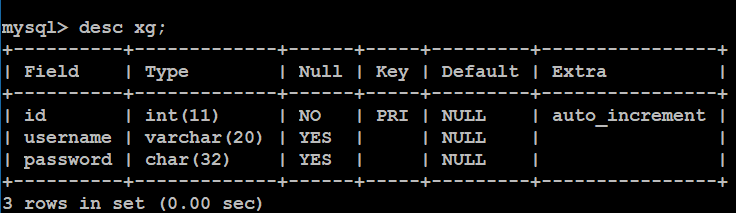 mysql> desc xg;
+----------+-------------+------+-----+---------+----------------+
| Field    | Type        | Null | Key | Default | Extra          |
+----------+-------------+------+-----+---------+----------------+
| id       | int(11)     | NO   | PRI | NULL    | auto_increment |
| username | varchar(20) | YES  |     | NULL    |                |
| password | char(32)    | YES  |     | NULL    |                |
+----------+-------------+------+-----+---------+----------------+
3 rows in set (0.00 sec)